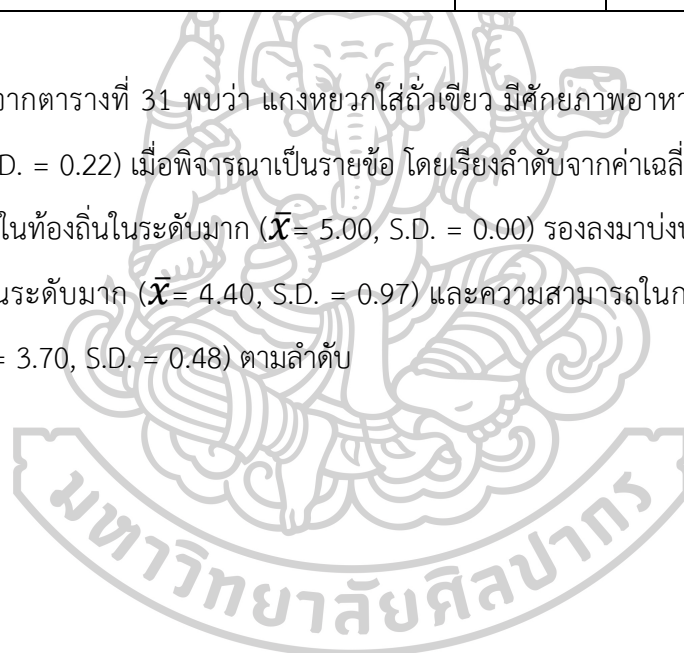 จากตารางที่ 31 พบว่า แกงหยวกใส่ถั่วเขียว มีศักยภาพอาหา
D. = 0.22) เมื่อพิจารณาเป็นรายข้อ โดยเรียงลำดับจากค่าเฉลี่
ในท้องถิ่นในระดับมาก (x̄= 5.00, S.D. = 0.00) รองลงมาบ่งบ
นระดับมาก (x̄= 4.40, S.D. = 0.97) และความสามารถในก
= 3.70, S.D. = 0.48) ตามลำดับ
มหาวิทยาลัยศิลปากร